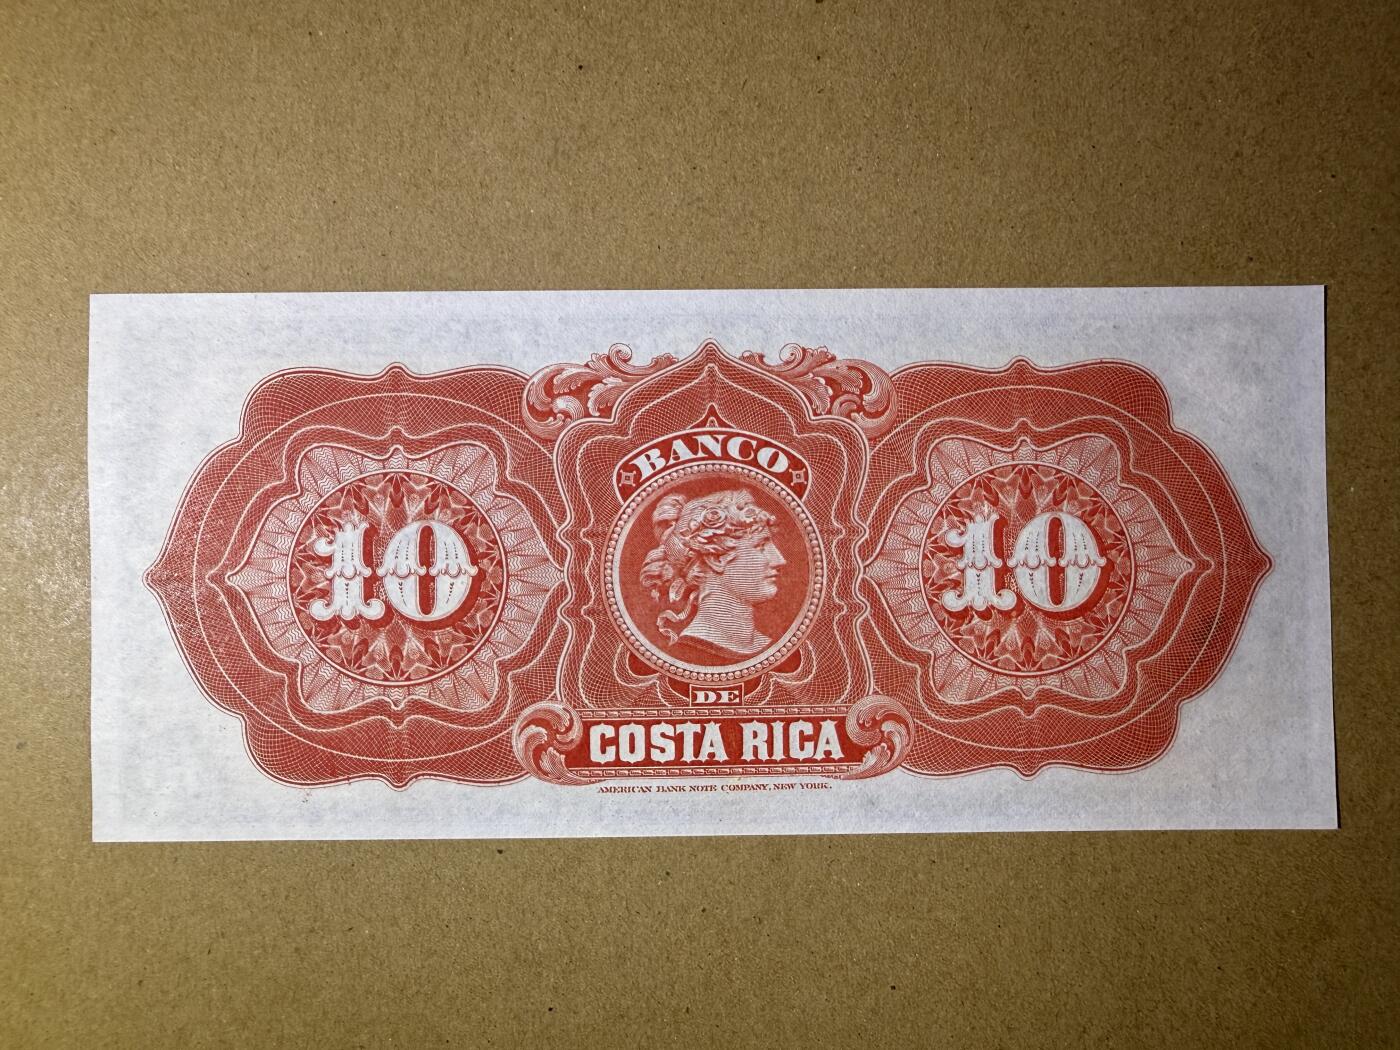 BANCO
10
10
DE
COSTA RICA
AMERICAN BANK NOTE COMPANY, NEW YORK.